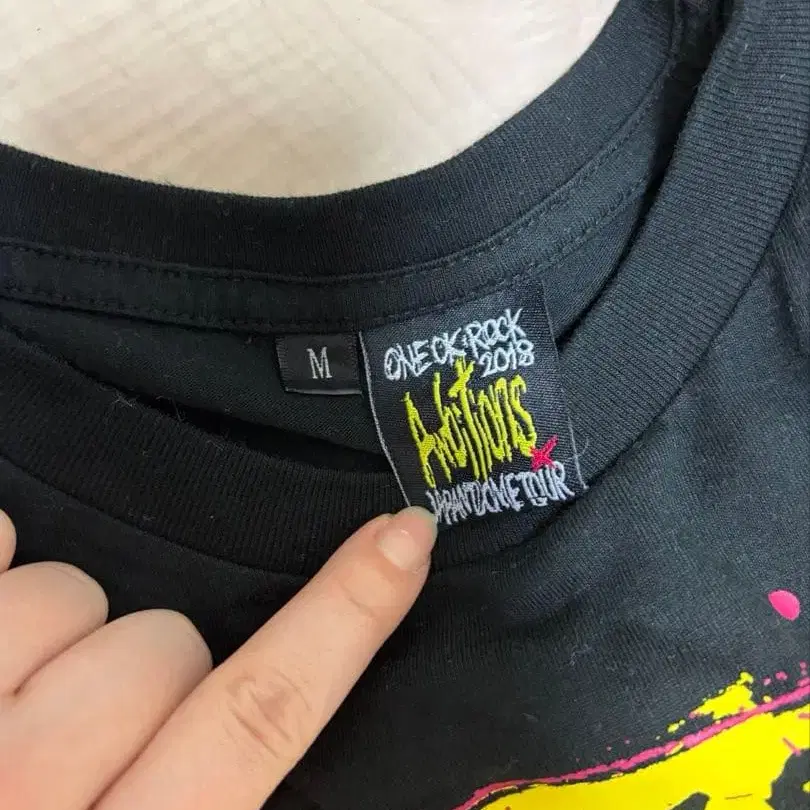 M
ONE OK ROCK
2018
Ambitions
JAPAN DOME TOUR